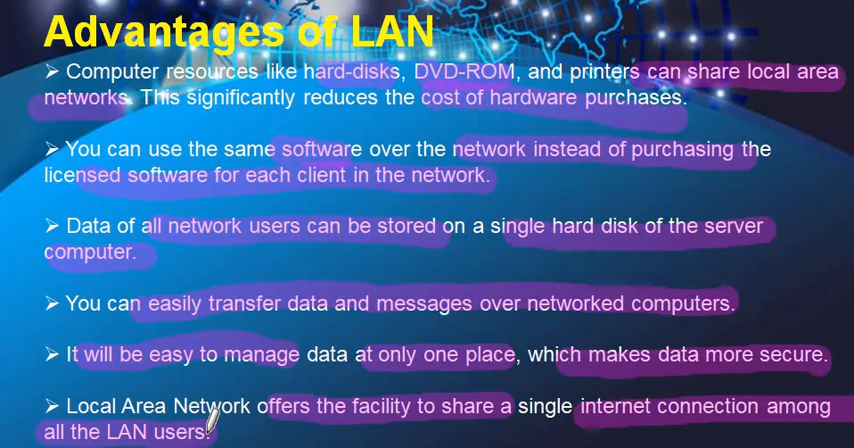 Advantages of LAN
➢ Computer resources like hard-disks, DVD-ROM, and printers can share local area
networks. This significantly reduces the cost of hardware purchases.
➢ You can use the same software over the network instead of purchasing the
licensed software for each client in the network.
➢ Data of all network users can be stored on a single hard disk of the server
computer.
➢ You can easily transfer data and messages over networked computers.
➢ It will be easy to manage data at only one place, which makes data more secure.
➢ Local Area Network offers the facility to share a single internet connection among
all the LAN users.